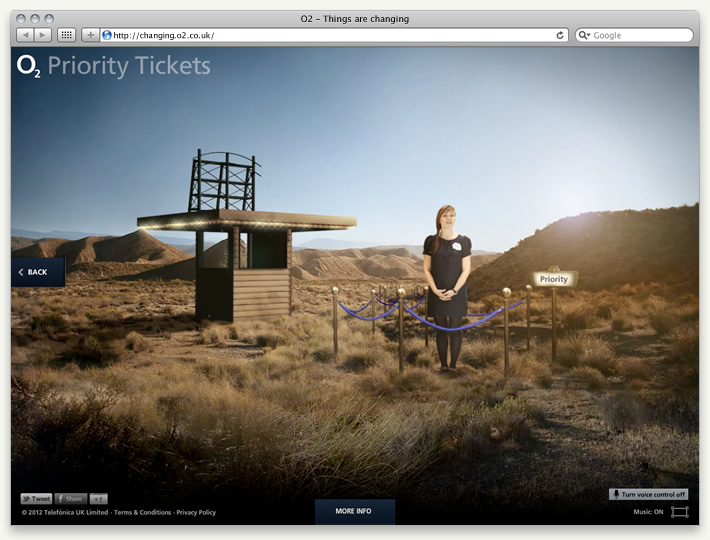 O2 – Things are changing
http://changing.o2.co.uk/
Google
O2 Priority Tickets
BACK
Priority
Tweet
Share
+1
Turn voice control off
© 2012 Telefónica UK Limited · Terms & Conditions · Privacy Policy
MORE INFO
Music: ON